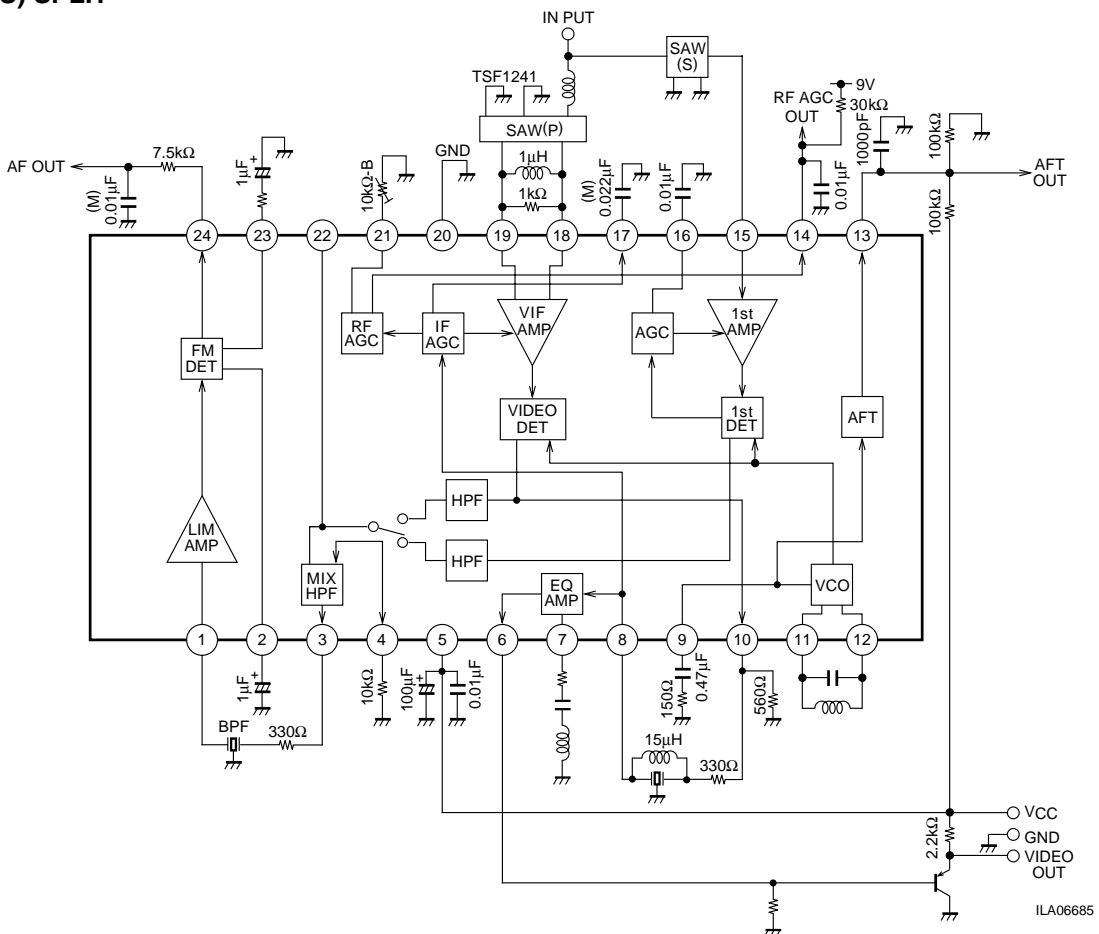 IN PUT
SAW
(S)
TSF1241
SAW(P)
9V
RF AGC
OUT
30kΩ
1000pF
100kΩ
AF OUT
7.5kΩ
(M)
0.01μF
1μF
+
10kΩ-B
GND
1μH
1kΩ
(M)
0.022μF
0.01μF
0.01μF
AFT
OUT
100kΩ
24
23
22
21
20
19
18
17
16
15
14
13
RF
AGC
IF
AGC
VIF
AMP
AGC
1st
AMP
FM
DET
VIDEO
DET
1st
DET
AFT
HPF
LIM
AMP
HPF
MIX
HPF
EQ
AMP
VCO
1
2
3
4
5
6
7
8
9
10
11
12
1μF
+
10kΩ
100μF
+
0.01μF
150Ω
0.47μF
560Ω
BPF
330Ω
15μH
330Ω
VCC
2.2kΩ
GND
VIDEO
OUT
ILA06685